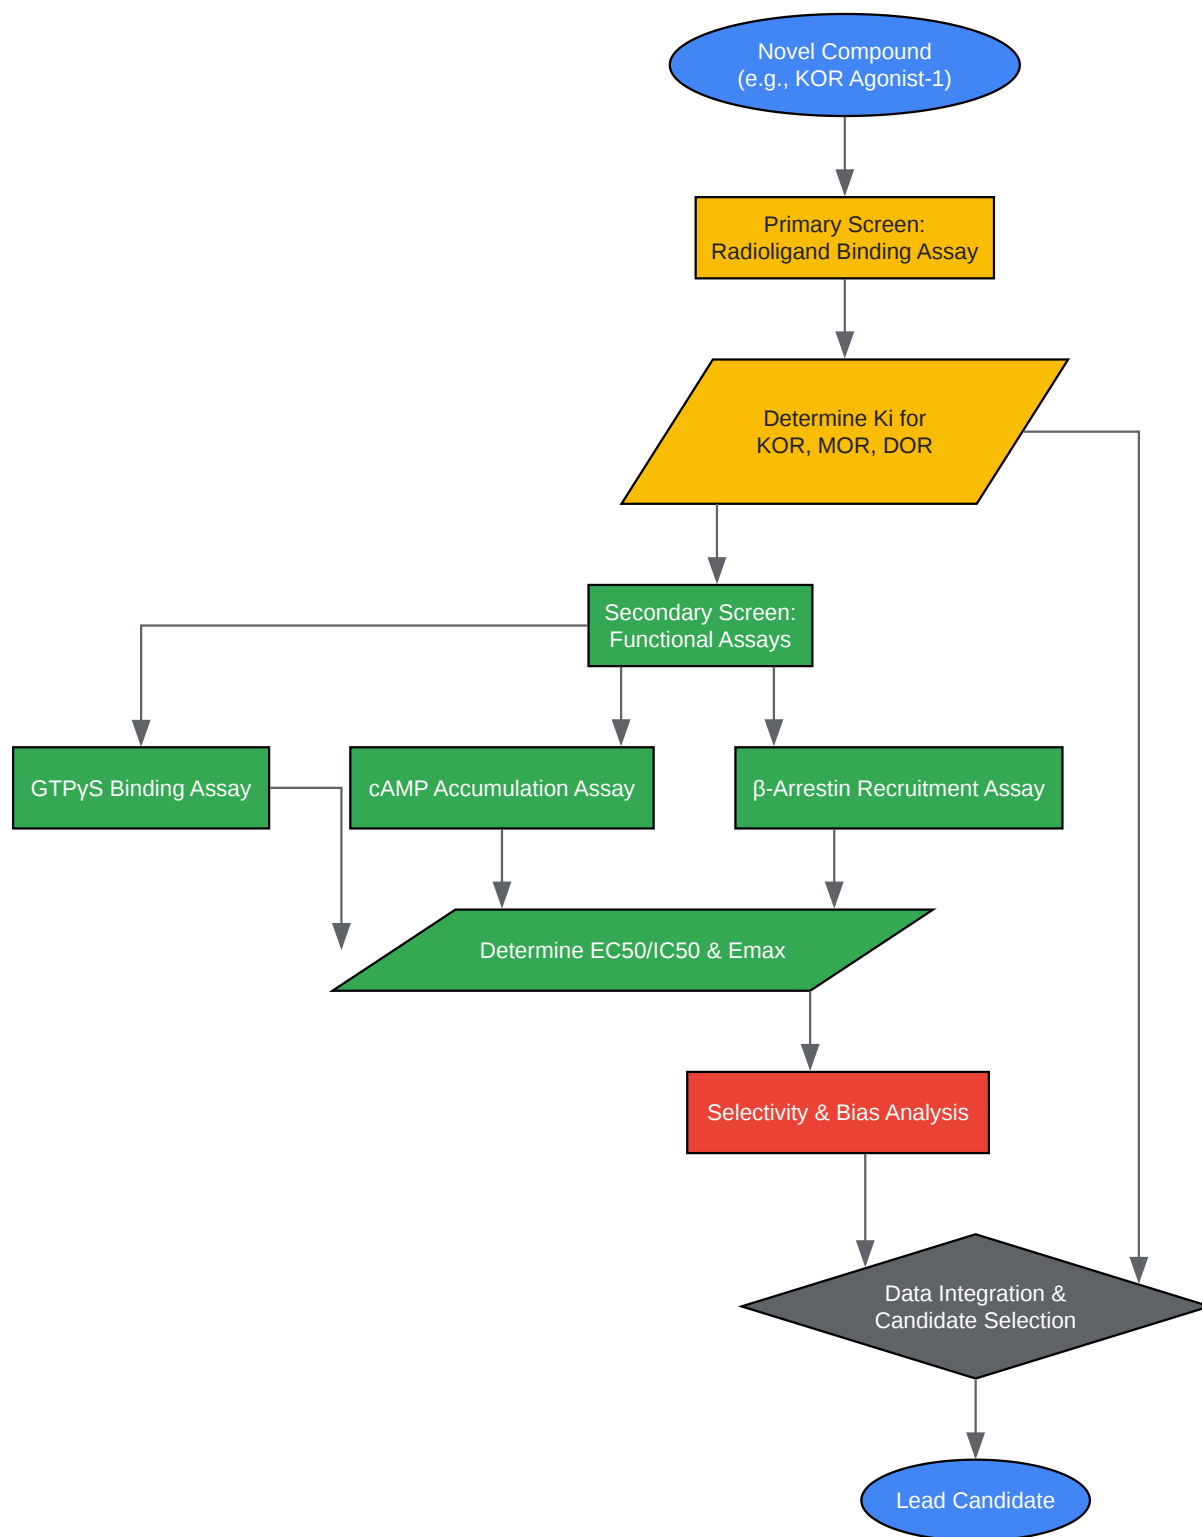 Novel Compound
(e.g., KOR Agonist-1)
Primary Screen:
Radioligand Binding Assay
Determine Ki for
KOR, MOR, DOR
Secondary Screen:
Functional Assays
GTPγS Binding Assay
cAMP Accumulation Assay
β-Arrestin Recruitment Assay
Determine EC50/IC50 & Emax
Selectivity & Bias Analysis
Data Integration &
Candidate Selection
Lead Candidate